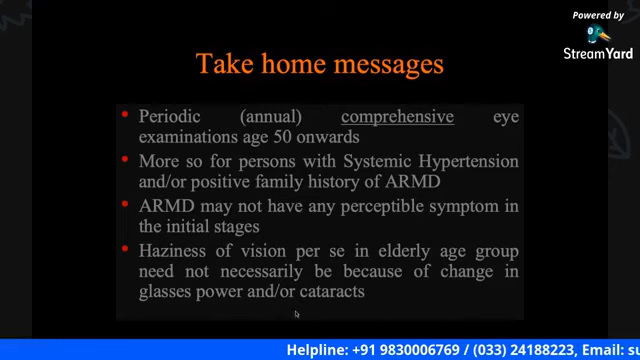 Powered by
StreamYard
Take home messages
• Periodic (annual) comprehensive eye
examinations age 50 onwards
• More so for persons with Systemic Hypertension
and/or positive family history of ARMD
• ARMD may not have any perceptible symptom in
the initial stages
• Haziness of vision per se in elderly age group
need not necessarily be because of change in
glasses power and/or cataracts
Helpline: +91 9830006769 / (033) 24188223, Email: su